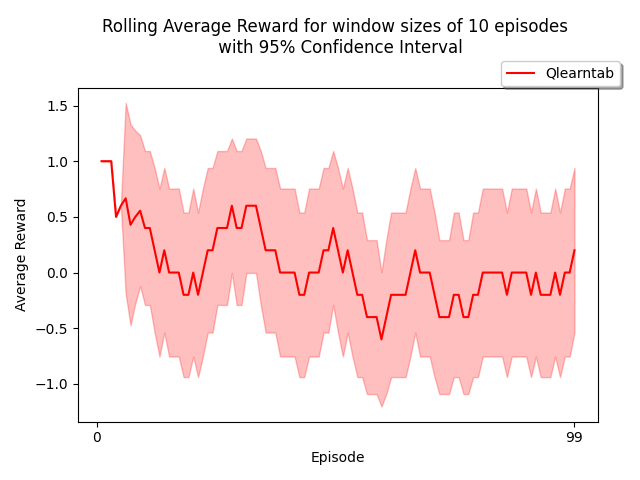 Rolling Average Reward for window sizes of 10 episodes
with 95% Confidence Interval
Qlearntab
1.5
1.0
0.5
0.0
−0.5
−1.0
Average Reward
0
99
Episode